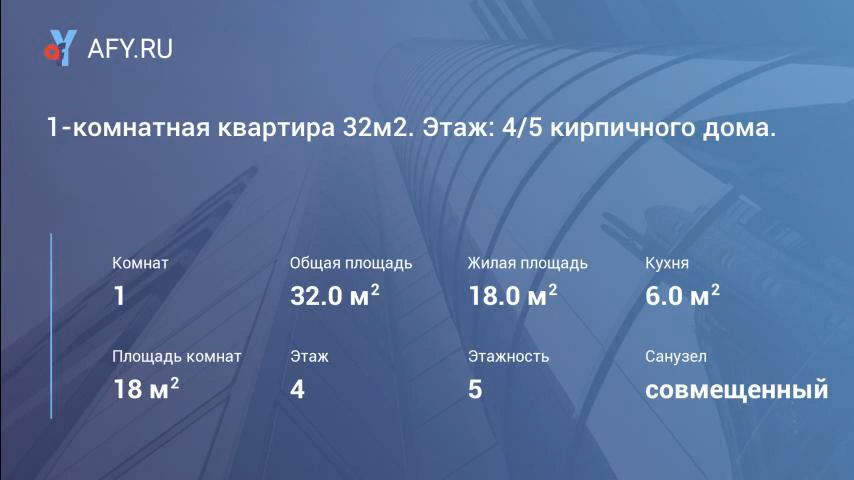 AFY.RU
1-комнатная квартира 32м2. Этаж: 4/5 кирпичного дома.
Комнат Общая площадь Жилая площадь Кухня
1 32.0 м² 18.0 м² 6.0 м²
Площадь комнат Этаж Этажность Санузел
18 м² 4 5 совмещенный